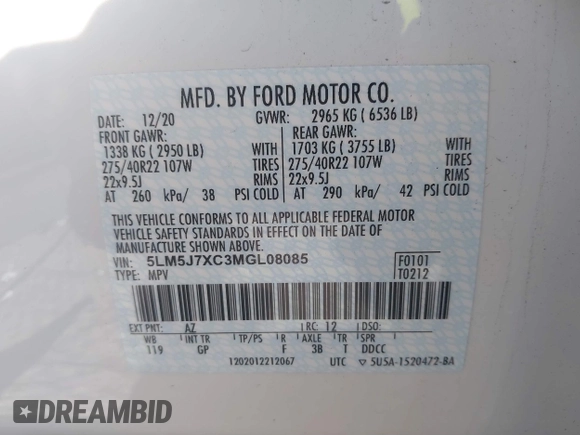 MFD. BY FORD MOTOR CO.
DATE: 12/20 GVWR: 2965 KG ( 6536 LB)
FRONT GAWR: REAR GAWR:
1338 KG ( 2950 LB) WITH 1703 KG ( 3755 LB) WITH
275/40R22 107W TIRES 275/40R22 107W TIRES
22x9.5J RIMS 22x9.5J RIMS
AT 260 kPa/ 38 PSI COLD AT 290 kPa/ 42 PSI COLD
THIS VEHICLE CONFORMS TO ALL APPLICABLE FEDERAL MOTOR
VEHICLE SAFETY STANDARDS IN EFFECT ON THE DATE OF
MANUFACTURE SHOWN ABOVE.
VIN: 5LM5J7XC3MGL08085 F0101
TYPE: MPV T0212
EXT PNT: AZ RC: 12 DSO:
WB INT TR TP/PS R AXLE TR SPR
119 GP F 3B T DDCC
1202012212067 UTC ▽ 5U5A-1520472-BA
DREAMBID